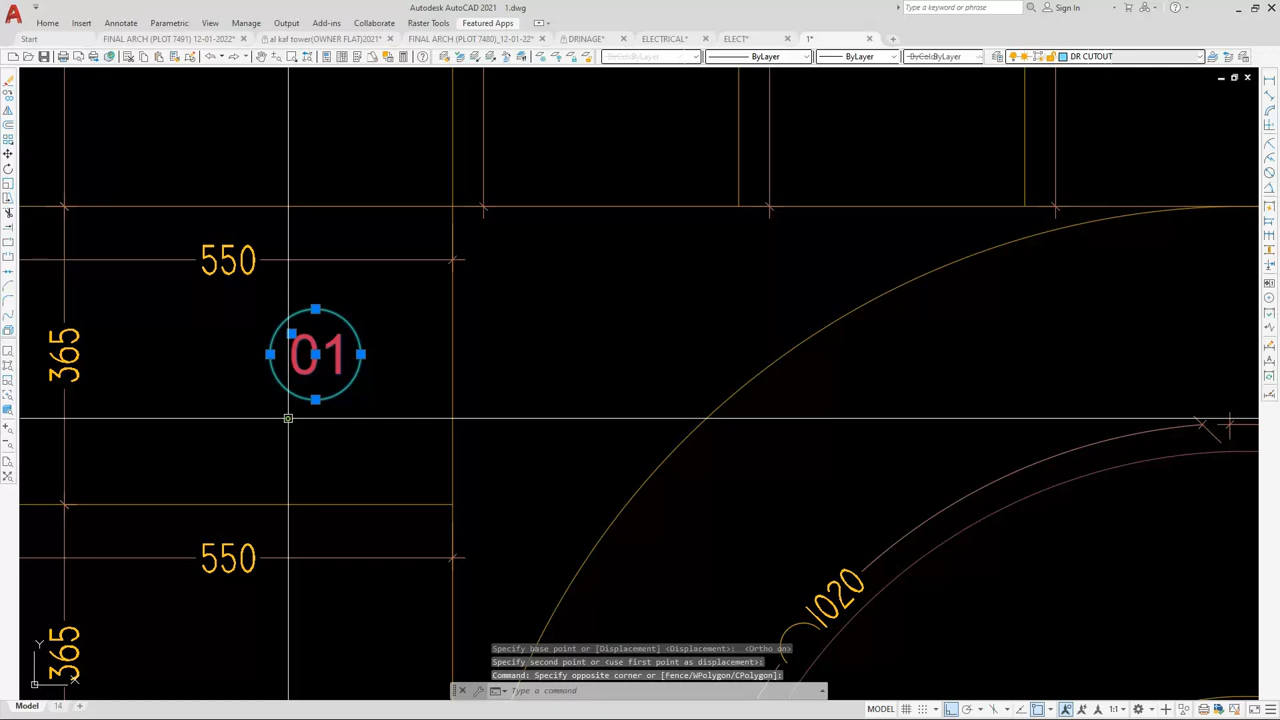 Autodesk AutoCAD 2021 1.dwg
Type a keyword or phrase
Sign In
Home Insert Annotate Parametric View Manage Output Add-ins Collaborate Raster Tools Featured Apps
Start FINAL ARCH (PLOT 7491) 12-01-2022* al kaf tower(OWNER FLAT)2021* FINAL ARCH (PLOT 7480)_12-01-22* DRINAGE* ELECTRICAL* ELECT* 1*
ByLayer ByLayer ByLayer ByColor DR CUTOUT
550
01
365
550
1020
365
Y
X
Specify base point or [Displacement] <Displacement>: <Ortho on>
Specify second point or <use first point as displacement>:
Command: Specify opposite corner or [Fence/WPolygon/CPolygon]:
Type a command
Model 14
MODEL 1:1